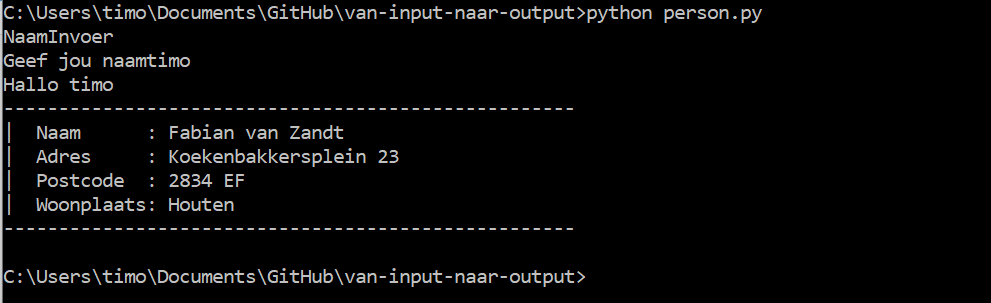 C:\Users\timo\Documents\GitHub\van-input-naar-output>python person.py
NaamInvoer
Geef jou naamtimo
Hallo timo
----------------------------------------------------
|  Naam      : Fabian van Zandt
|  Adres     : Koekenbakkersplein 23
|  Postcode  : 2834 EF
|  Woonplaats: Houten
----------------------------------------------------
C:\Users\timo\Documents\GitHub\van-input-naar-output>